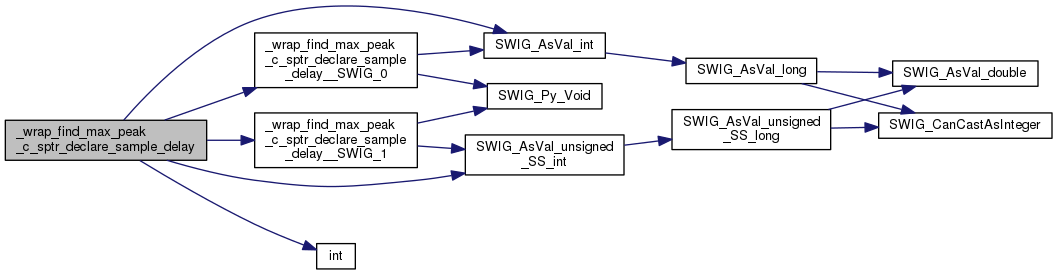 _wrap_find_max_peak
_c_sptr_declare_sample_delay
_wrap_find_max_peak
_c_sptr_declare_sample
_delay__SWIG_0
_wrap_find_max_peak
_c_sptr_declare_sample
_delay__SWIG_1
int
SWIG_AsVal_int
SWIG_Py_Void
SWIG_AsVal_unsigned
_SS_int
SWIG_AsVal_long
SWIG_AsVal_unsigned
_SS_long
SWIG_AsVal_double
SWIG_CanCastAsInteger